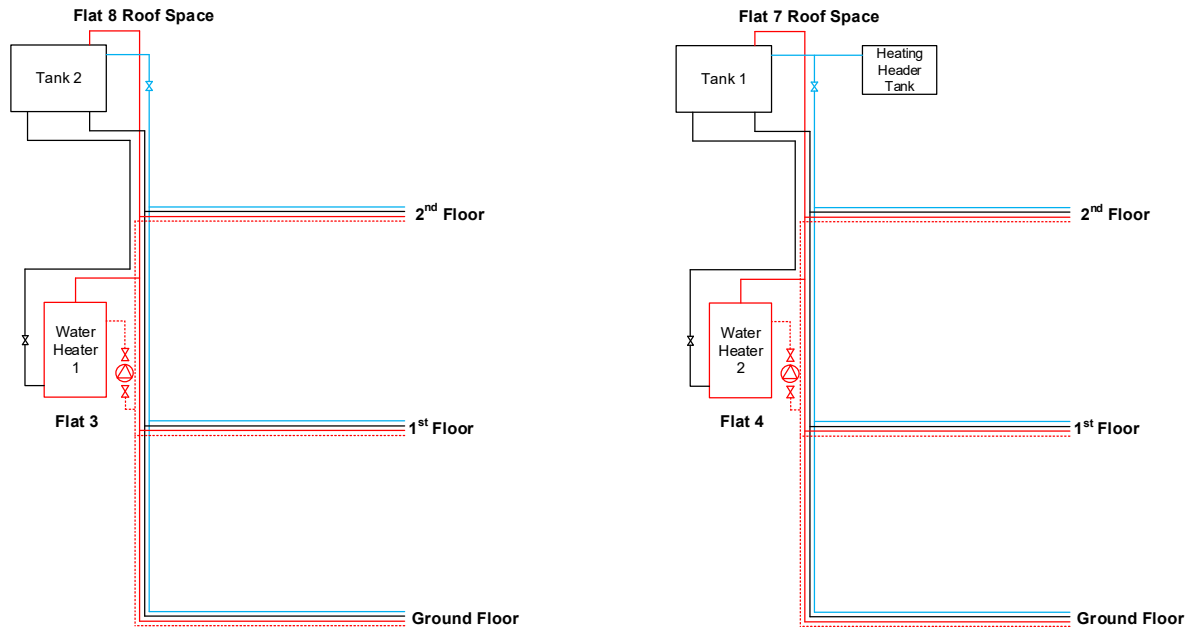 Flat 8 Roof Space
Tank 2
2nd Floor
Water
Heater
1
Flat 3
1st Floor
Ground Floor
Flat 7 Roof Space
Tank 1
Heating
Header
Tank
2nd Floor
Water
Heater
2
Flat 4
1st Floor
Ground Floor